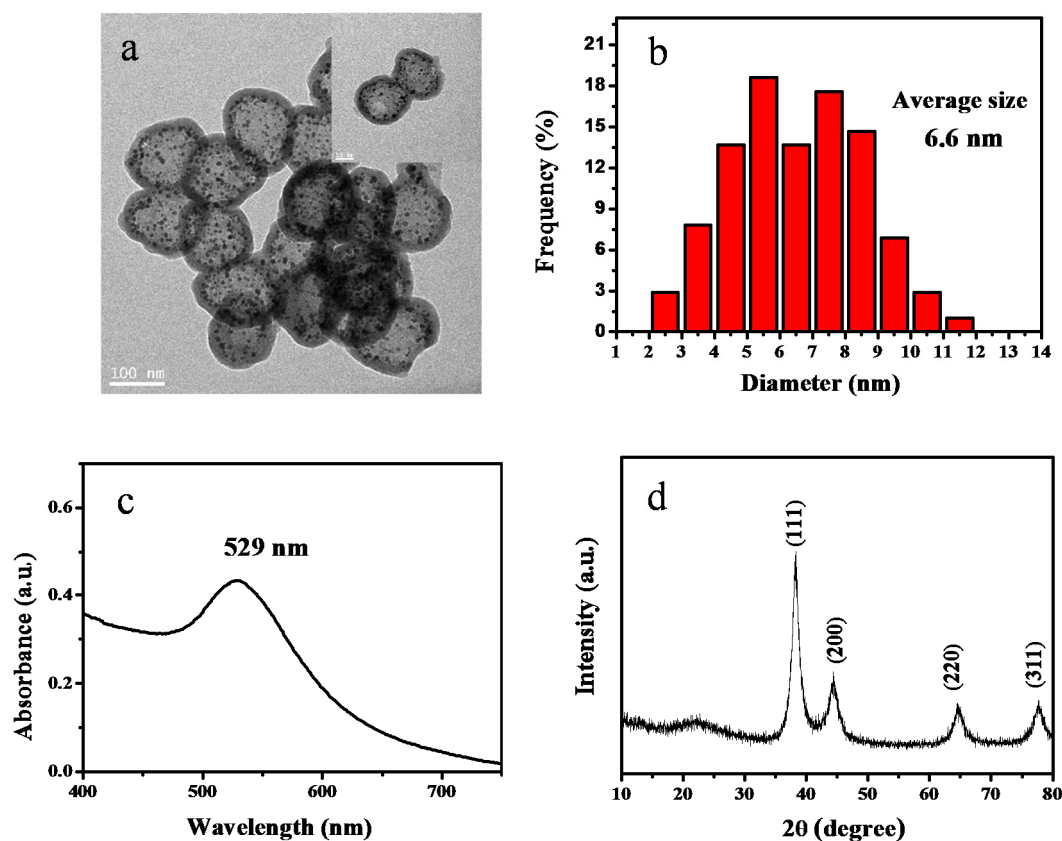 a
100 nm
b
Average size
6.6 nm
Frequency (%)
21
18
15
12
9
6
3
0
1 2 3 4 5 6 7 8 9 10 11 12 13 14
Diameter (nm)
c
529 nm
Absorbance (a.u.)
0.6
0.4
0.2
0.0
400 500 600 700
Wavelength (nm)
d
(111)
(200)
(220)
(311)
Intensity (a.u.)
10 20 30 40 50 60 70 80
2θ (degree)